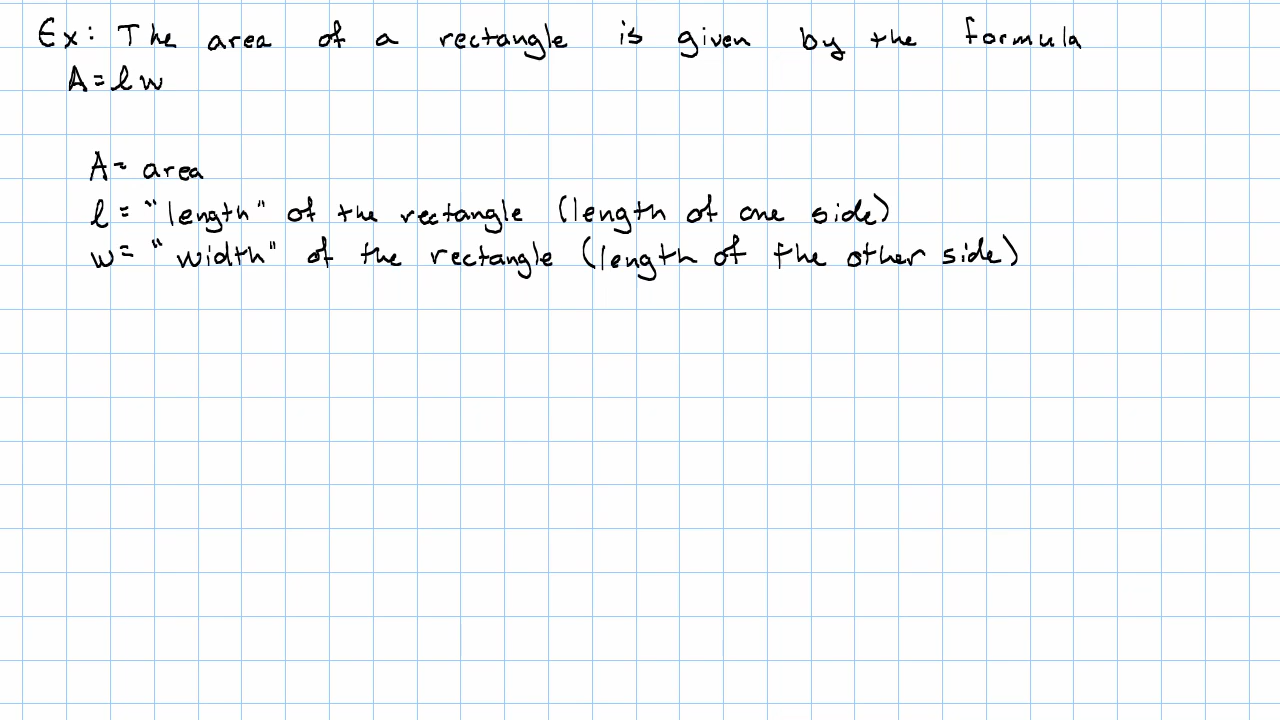 Ex: The area of a rectangle is given by the formula
A = l w
A = area
l = "length" of the rectangle (length of one side)
w = "width" of the rectangle (length of the other side)